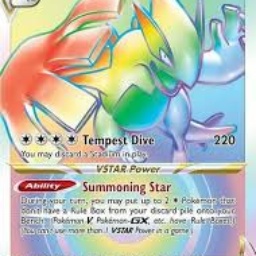 Tempest Dive 220
You may discard a Stadium in play.
VSTAR Power
Ability Summoning Star
During your turn, you may put up to 2 Pokémon that
don't have a Rule Box from your discard pile onto your
Bench. (Pokémon V, Pokémon-GX, etc. have Rule Boxes.)
(You can't use more than 1 VSTAR Power in a game.)